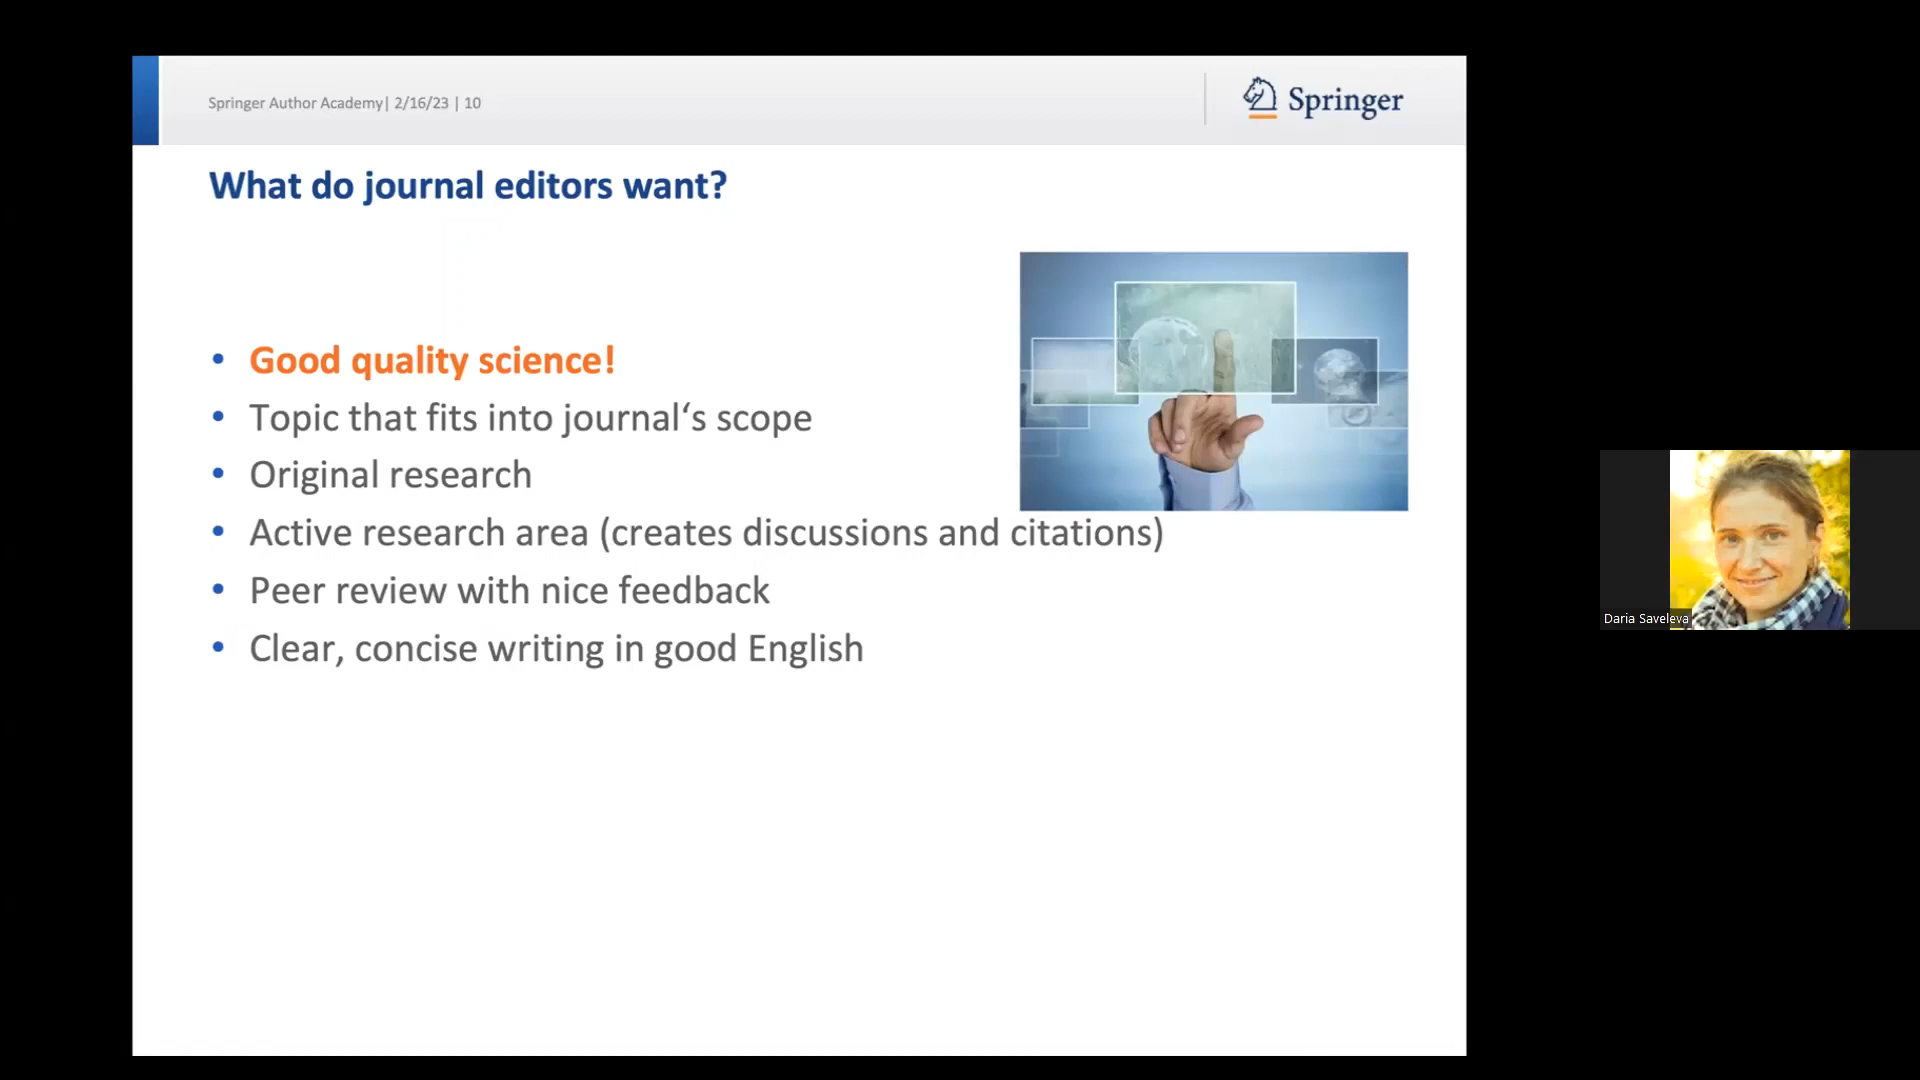 Springer Author Academy| 2/16/23 | 10
Springer
What do journal editors want?
• Good quality science!
• Topic that fits into journal‘s scope
• Original research
• Active research area (creates discussions and citations)
• Peer review with nice feedback
• Clear, concise writing in good English
Daria Saveleva